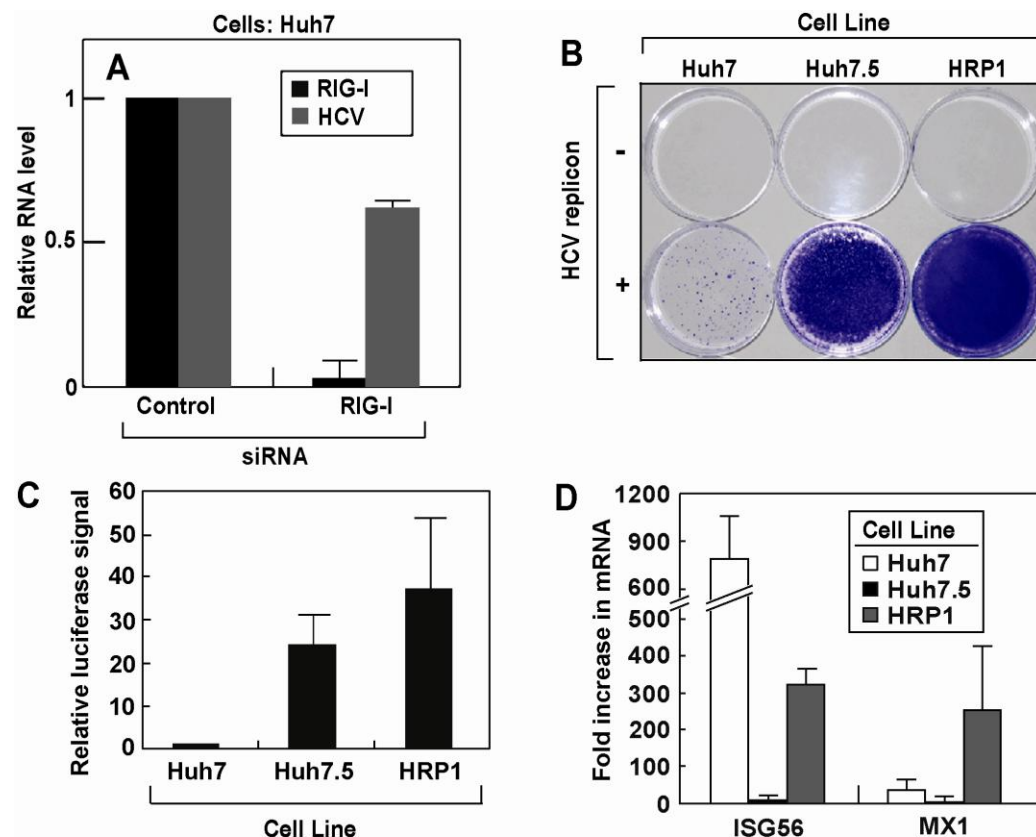 A
Cells: Huh7
RIG-I
HCV
Relative RNA level
1
0.5
0
Control
RIG-I
siRNA
B
Cell Line
Huh7
Huh7.5
HRP1
HCV replicon
-
+
C
Relative luciferase signal
60
50
40
30
20
10
0
Huh7
Huh7.5
HRP1
Cell Line
D
Fold increase in mRNA
1200
900
600
500
400
300
200
100
0
Cell Line
Huh7
Huh7.5
HRP1
ISG56
MX1